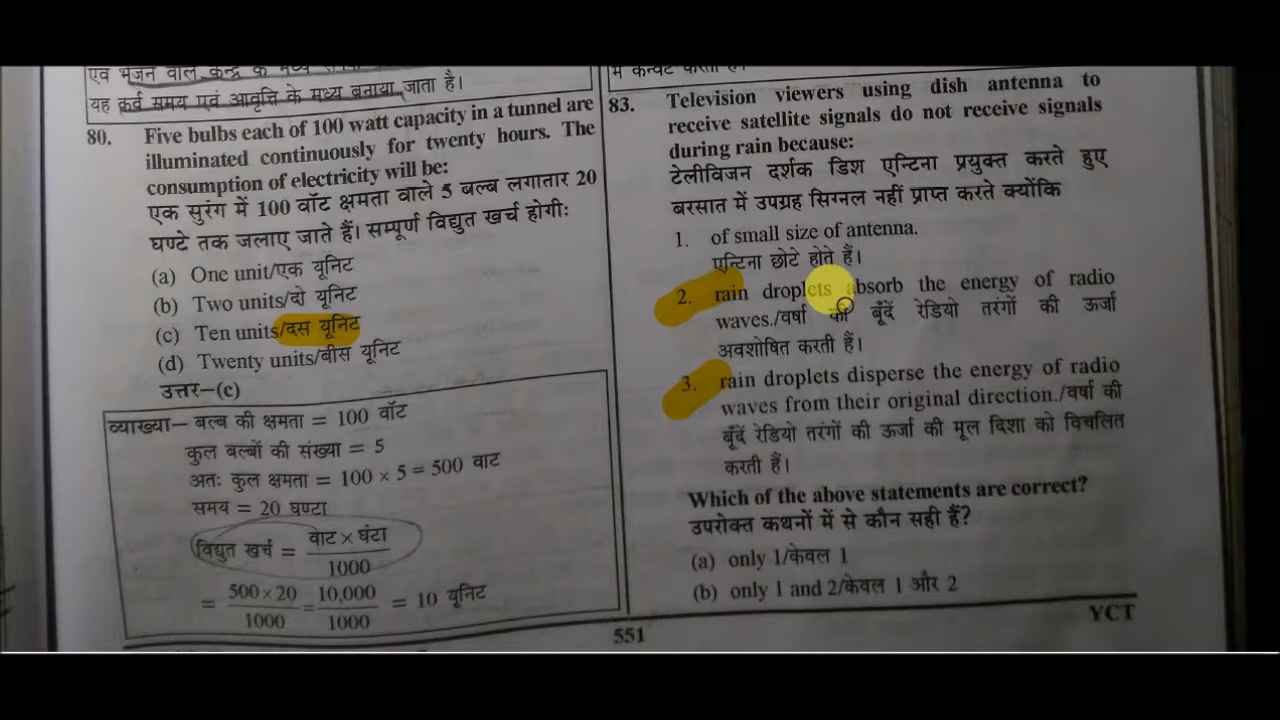 एवं भंजन वाले केन्द्र के मध्य
यह कर्व समय एवं आवृत्ति के मध्य बनाया जाता है।
80. Five bulbs each of 100 watt capacity in a tunnel are
illuminated continuously for twenty hours. The
consumption of electricity will be:
एक सुरंग में 100 वॉट क्षमता वाले 5 बल्ब लगातार 20
घण्टे तक जलाए जाते हैं। सम्पूर्ण विद्युत खर्च होगीः
(a) One unit/एक यूनिट
(b) Two units/दो यूनिट
(c) Ten units/दस यूनिट
(d) Twenty units/बीस यूनिट
उत्तर–(c)
व्याख्या– बल्ब की क्षमता = 100 वॉट
कुल बल्बों की संख्या = 5
अतः कुल क्षमता = 100 × 5 = 500 वाट
समय = 20 घण्टा
विद्युत खर्च = वाट × घंटा / 1000
= 500×20 / 1000 = 10,000 / 1000 = 10 यूनिट
में कन्वर्ट करता है।
83. Television viewers using dish antenna to
receive satellite signals do not receive signals
during rain because:
टेलीविजन दर्शक डिश एन्टिना प्रयुक्त करते हुए
बरसात में उपग्रह सिग्नल नहीं प्राप्त करते क्योंकि
1. of small size of antenna.
एन्टिना छोटे होते हैं।
2. rain droplets absorb the energy of radio
waves./वर्षा की बूँदें रेडियो तरंगों की ऊर्जा
अवशोषित करती हैं।
3. rain droplets disperse the energy of radio
waves from their original direction./वर्षा की
बूँदें रेडियो तरंगों की ऊर्जा की मूल दिशा को विचलित
करती हैं।
Which of the above statements are correct?
उपरोक्त कथनों में से कौन सही हैं?
(a) only 1/केवल 1
(b) only 1 and 2/केवल 1 और 2
551
YCT